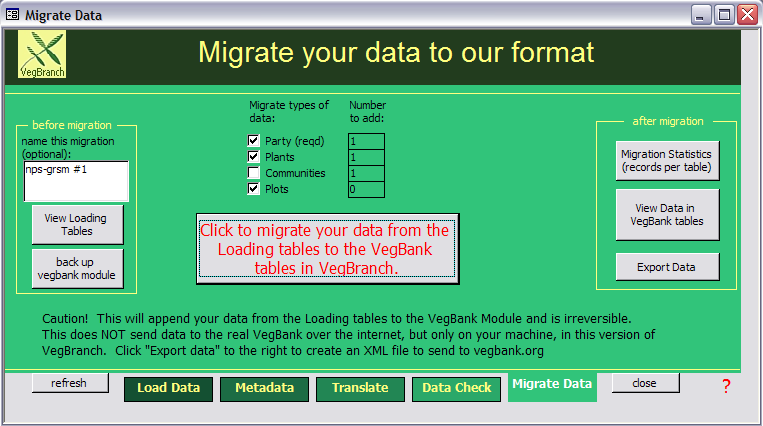 Migrate Data
VegBranch
Migrate your data to our format
before migration
name this migration
(optional):
nps-grsm #1
View Loading
Tables
back up
vegbank module
Migrate types of
data:
Number
to add:
Party (reqd) 1
Plants 1
Communities 1
Plots 0
Click to migrate your data from the
Loading tables to the VegBank
tables in VegBranch.
after migration
Migration Statistics
(records per table)
View Data in
VegBank tables
Export Data
Caution!  This will append your data from the Loading tables to the VegBank Module and is irreversible.
This does NOT send data to the real VegBank over the internet, but only on your machine, in this version of
VegBranch.  Click "Export data" to the right to create an XML file to send to vegbank.org
refresh Load Data Metadata Translate Data Check Migrate Data close ?